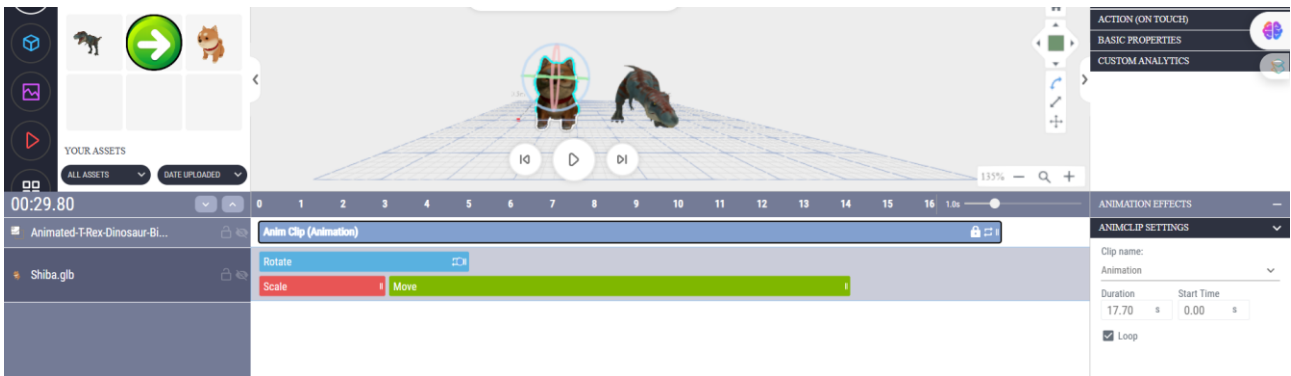 ACTION (ON TOUCH)
BASIC PROPERTIES
CUSTOM ANALYTICS
YOUR ASSETS
ALL ASSETS
DATE UPLOADED
135%
00:29.80
0 1 2 3 4 5 6 7 8 9 10 11 12 13 14 15 16 1.0s
ANIMATION EFFECTS
Animated-T-Rex-Dinosaur-Bi...
Anim Clip (Animation)
ANIMCLIP SETTINGS
Shiba.glb
Rotate
Scale
Move
Clip name:
Animation
Duration
Start Time
17.70 s
0.00 s
Loop